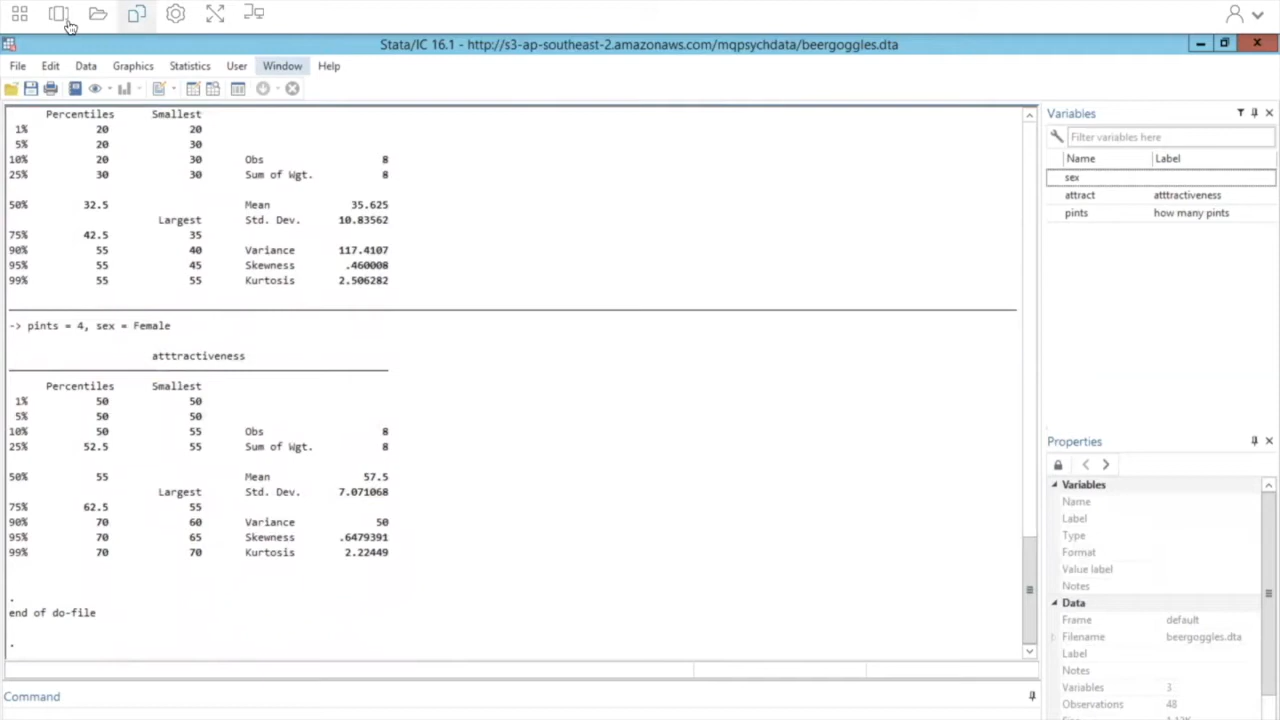 Stata/IC 16.1 - http://s3-ap-southeast-2.amazonaws.com/mqpsychdata/beergoggles.dta
File Edit Data Graphics Statistics User Window Help
Percentiles Smallest
1% 20 20
5% 20 30
10% 20 30 Obs 8
25% 30 30 Sum of Wgt. 8
50% 32.5 Mean 35.625
Largest Std. Dev. 10.83562
75% 42.5 35
90% 55 40 Variance 117.4107
95% 55 45 Skewness .460008
99% 55 55 Kurtosis 2.506282
-> pints = 4, sex = Female
atttractiveness
Percentiles Smallest
1% 50 50
5% 50 50
10% 50 55 Obs 8
25% 52.5 55 Sum of Wgt. 8
50% 55 Mean 57.5
Largest Std. Dev. 7.071068
75% 62.5 55
90% 70 60 Variance 50
95% 70 65 Skewness .6479391
99% 70 70 Kurtosis 2.22449
.
end of do-file
.
Command
Variables
Filter variables here
Name Label
sex
attract atttractiveness
pints how many pints
Properties
Variables
Name
Label
Type
Format
Value label
Notes
Data
Frame default
Filename beergoggles.dta
Label
Notes
Variables 3
Observations 48